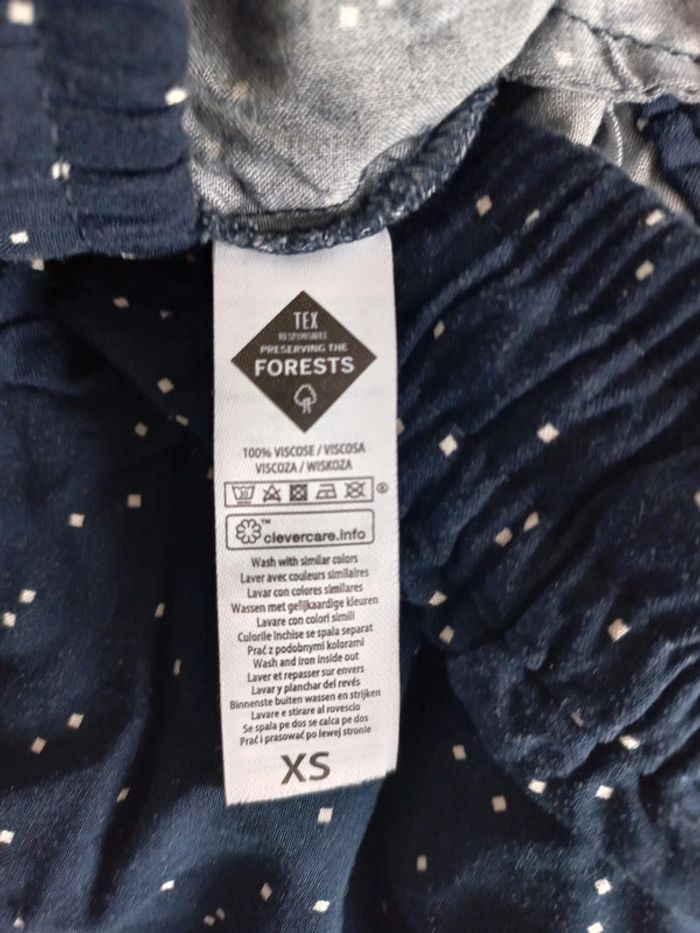 TEX
RESPONSIBLE
PRESERVING THE
FORESTS
100% VISCOSE / VISCOSA
VISCOZA / WISKOZA
30
®
™
clevercare.info
Wash with similar colors
Laver avec couleurs similaires
Lavar con colores similares
Wassen met gelijkaardige kleuren
Lavare con colori simili
Culorile inchise se spala separat
Prać z podobnymi kolorami
Wash and iron inside out
Laver et repasser sur envers
Lavar y planchar del revés
Binnenste buiten wassen en strijken
Lavare e stirare al rovescio
Se spala pe dos se calca pe dos
Prać i prasować po lewej stronie
XS